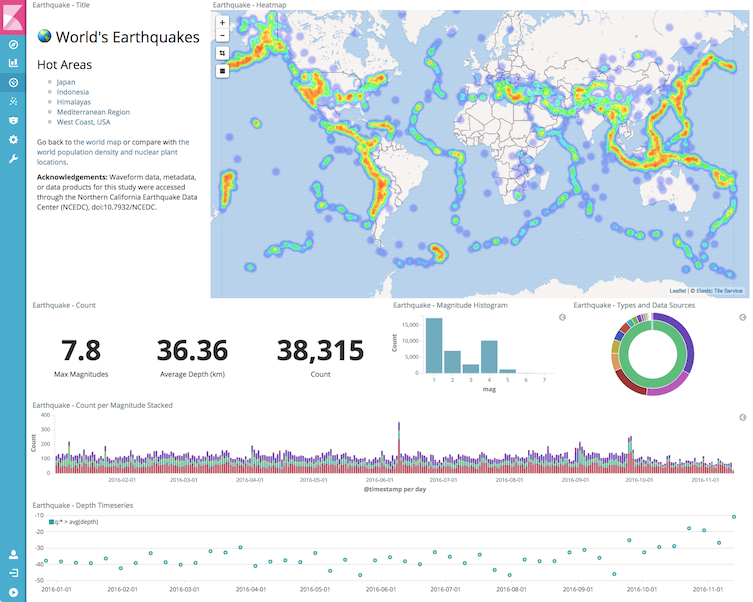 Earthquake - Title
World's Earthquakes
Hot Areas
Japan
Indonesia
Himalayas
Mediterranean Region
West Coast, USA
Go back to the world map or compare with the
world population density and nuclear plant
locations.
Acknowledgements: Waveform data, metadata,
or data products for this study were accessed
through the Northern California Earthquake Data
Center (NCEDC), doi:10.7932/NCEDC.
Earthquake - Heatmap
+
−
Leaflet | © Elastic Tile Service
Earthquake - Count
7.8
Max Magnitudes
36.36
Average Depth (km)
38,315
Count
Earthquake - Magnitude Histogram
Count
15,000
10,000
5,000
0
1 2 3 4 5 6 7
mag
Earthquake - Types and Data Sources
Earthquake - Count per Magnitude Stacked
Count
400
300
200
100
0
2016-02-01 2016-03-01 2016-04-01 2016-05-01 2016-06-01 2016-07-01 2016-08-01 2016-09-01 2016-10-01 2016-11-01
@timestamp per day
Earthquake - Depth Timeseries
q:* > avg(depth)
-10
-20
-30
-40
-50
2016-01-01 2016-02-01 2016-03-01 2016-04-01 2016-05-01 2016-06-01 2016-07-01 2016-08-01 2016-09-01 2016-10-01 2016-11-01